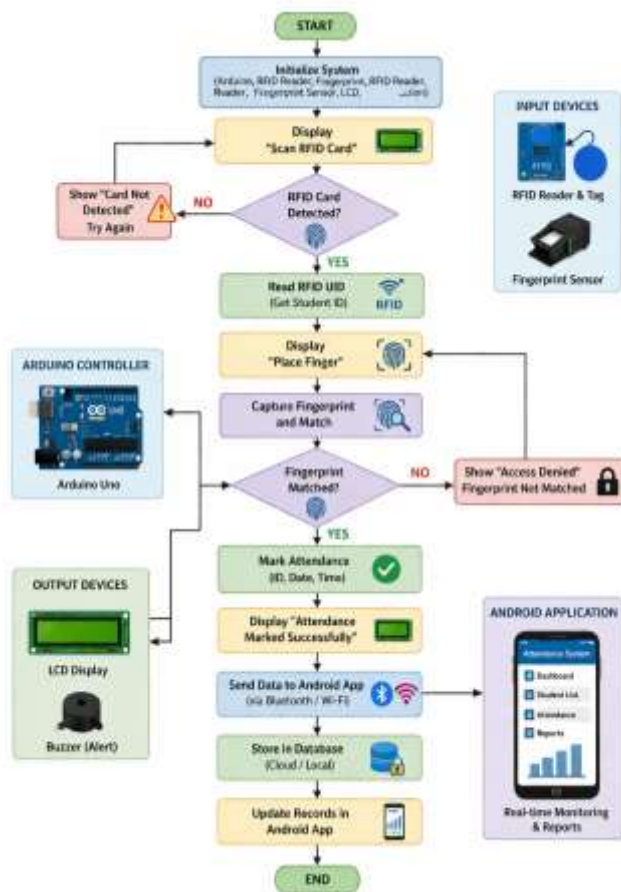 START
Initialize System
(Arduino, RFID Reader, Fingerprint, RFID Reader,
Reader, Fingerprint Sensor, LCD,
Display
"Scan RFID Card"
Show "Card Not
Detected"
Try Again
NO
RFID Card
Detected?
YES
Read RFID UID
(Get Student ID)
RFID
Display
"Place Finger"
Capture Fingerprint
and Match
Fingerprint
Matched?
NO
Show "Access Denied"
Fingerprint Not Matched
YES
Mark Attendance
(ID, Date, Time)
Display "Attendance
Marked Successfully"
Send Data to Android App
(via Bluetooth / Wi-Fi)
Store in Database
(Cloud / Local)
Update Records in
Android App
END
INPUT DEVICES
RFID Reader & Tag
Fingerprint Sensor
ARDUINO CONTROLLER
UNO
Arduino Uno
OUTPUT DEVICES
LCD Display
Buzzer (Alert)
ANDROID APPLICATION
Attendance System
Dashboard
Student List
Attendance
Reports
Real-time Monitoring
& Reports